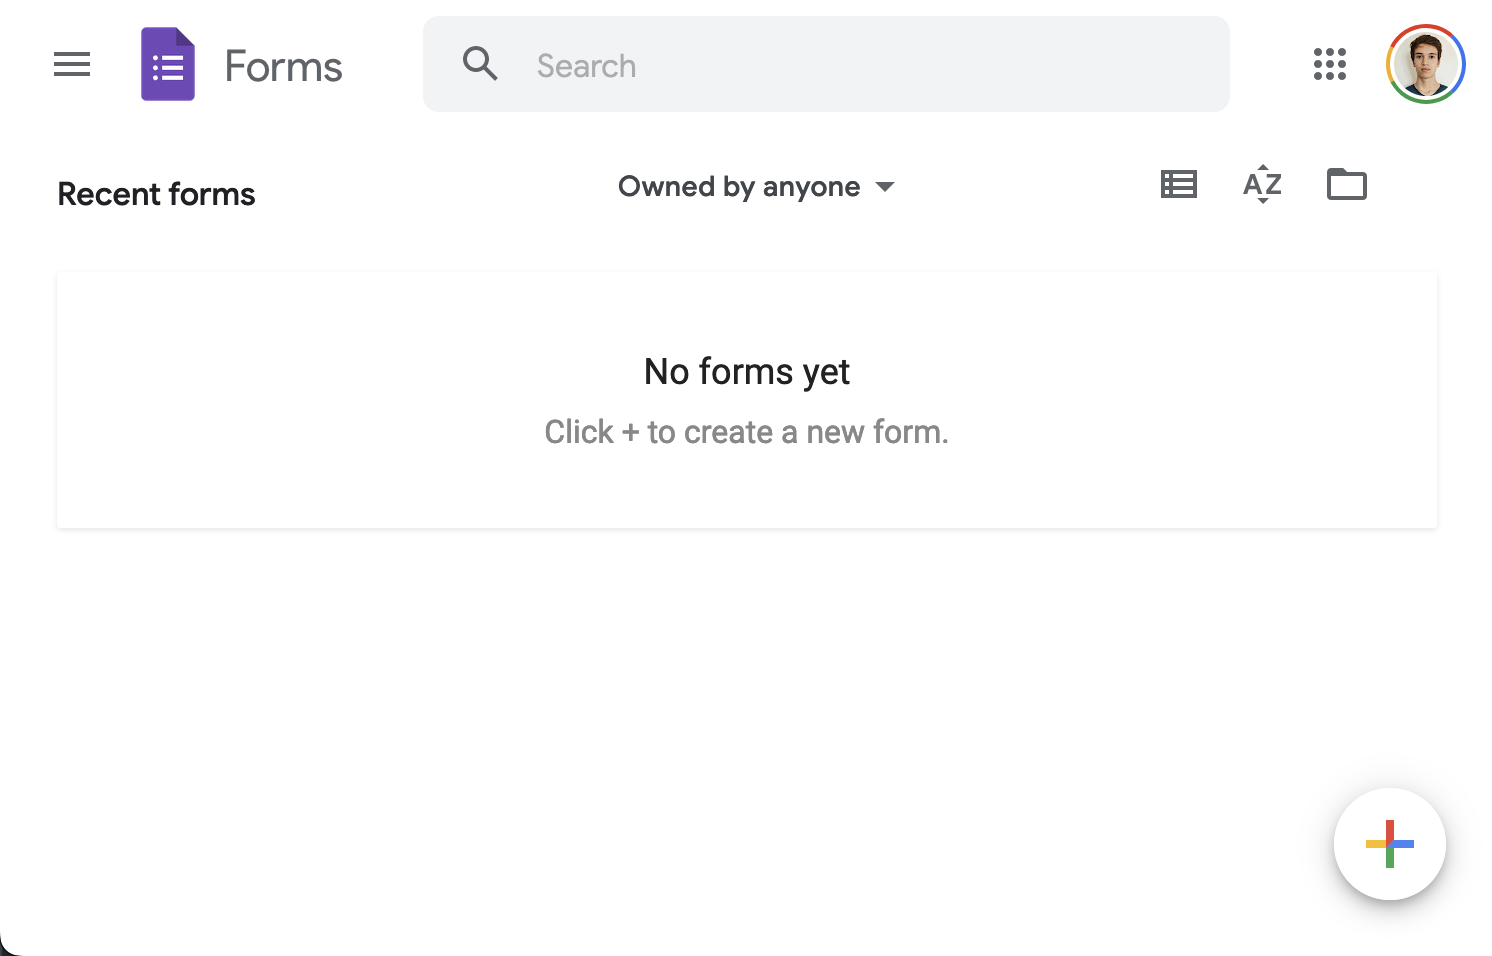 Forms
Search
Recent forms
Owned by anyone
AZ
No forms yet
Click + to create a new form.